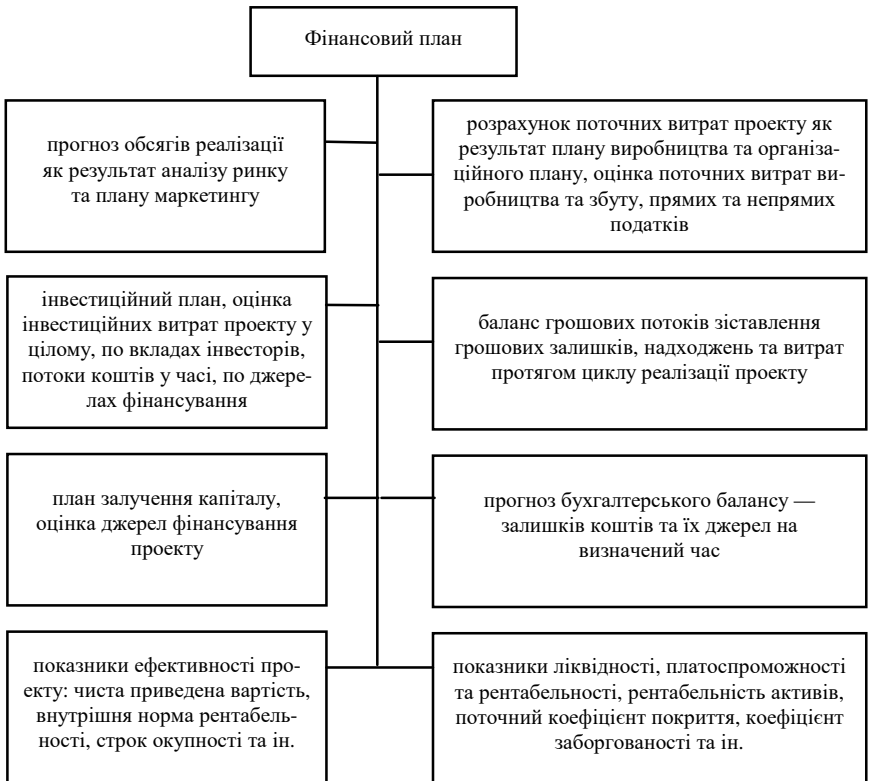 Фінансовий план
прогноз обсягів реалізації
як результат аналізу ринку
та плану маркетингу
розрахунок поточних витрат проекту як
результат плану виробництва та організа-
ційного плану, оцінка поточних витрат ви-
робництва та збуту, прямих та непрямих
податків
інвестиційний план, оцінка
інвестиційних витрат проекту у
цілому, по вкладах інвесторів,
потоки коштів у часі, по джере-
лах фінансування
баланс грошових потоків зіставлення
грошових залишків, надходжень та витрат
протягом циклу реалізації проекту
план залучення капіталу,
оцінка джерел фінансування
проекту
прогноз бухгалтерського балансу —
залишків коштів та їх джерел на
визначений час
показники ефективності про-
екту: чиста приведена вартість,
внутрішня норма рентабель-
ності, строк окупності та ін.
показники ліквідності, платоспроможності
та рентабельності, рентабельність активів,
поточний коефіцієнт покриття, коефіцієнт
заборгованості та ін.